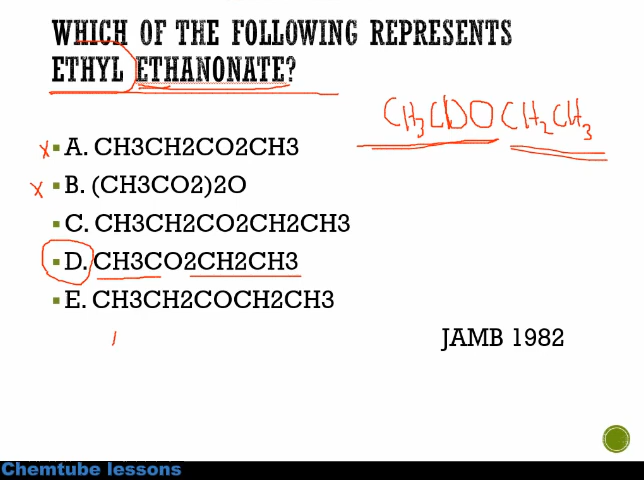 WHICH OF THE FOLLOWING REPRESENTS
ETHYL ETHANONATE?
CH3COOCH2CH3
x A. CH3CH2CO2CH3
x B. (CH3CO2)2O
C. CH3CH2CO2CH2CH3
D. CH3CO2CH2CH3
E. CH3CH2COCH2CH3
JAMB 1982
Chemtube lessons